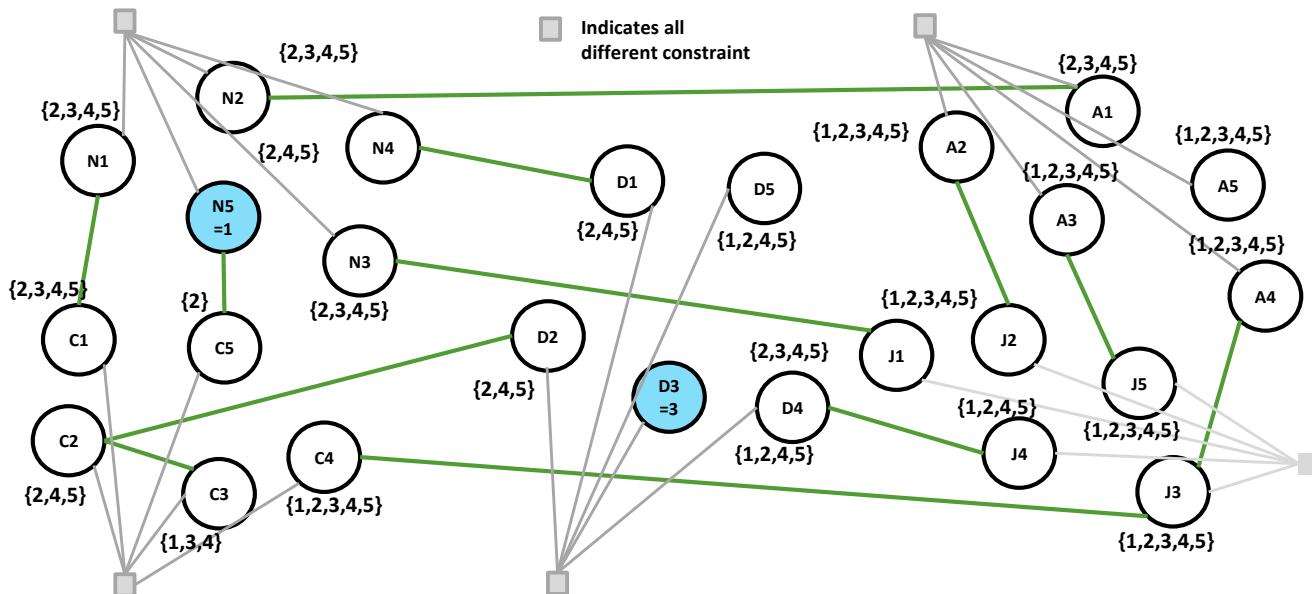 Indicates all
different constraint
{2,3,4,5}
{2,3,4,5}
N2
A1
{2,3,4,5}
{1,2,3,4,5}
{1,2,3,4,5}
N1
{2,4,5}
N4
A2
{1,2,3,4,5}
D1
D5
A5
N5
=1
A3
{2,4,5}
{1,2,4,5}
{1,2,3,4,5}
N3
{2,3,4,5}
{2,3,4,5}
{2}
{1,2,3,4,5}
A4
C1
C5
D2
J2
J1
{2,3,4,5}
{2,4,5}
D3
=3
D4
J5
{1,2,4,5}
{1,2,3,4,5}
C2
{1,2,4,5}
C4
J4
{2,4,5}
C3
{1,2,3,4,5}
J3
{1,3,4}
{1,2,3,4,5}